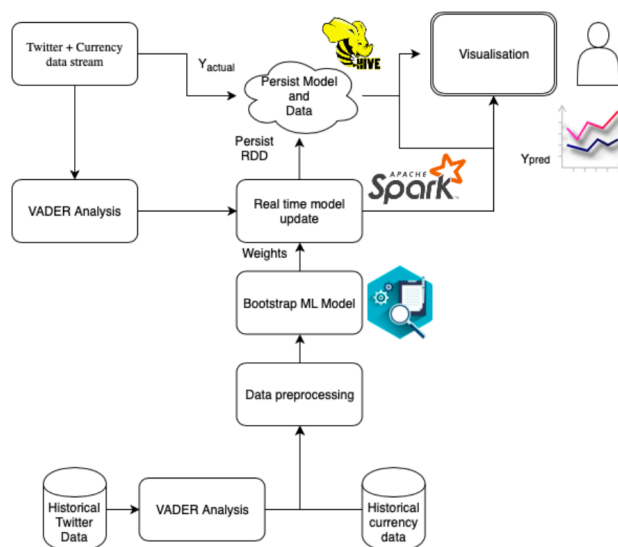 Twitter + Currency
data stream
Y actual
HIVE
Persist Model
and
Data
Visualisation
Persist
RDD
APACHE
Spark
Ypred
VADER Analysis
Real time model
update
Weights
Bootstrap ML Model
Data preprocessing
Historical
Twitter
Data
VADER Analysis
Historical
currency
data